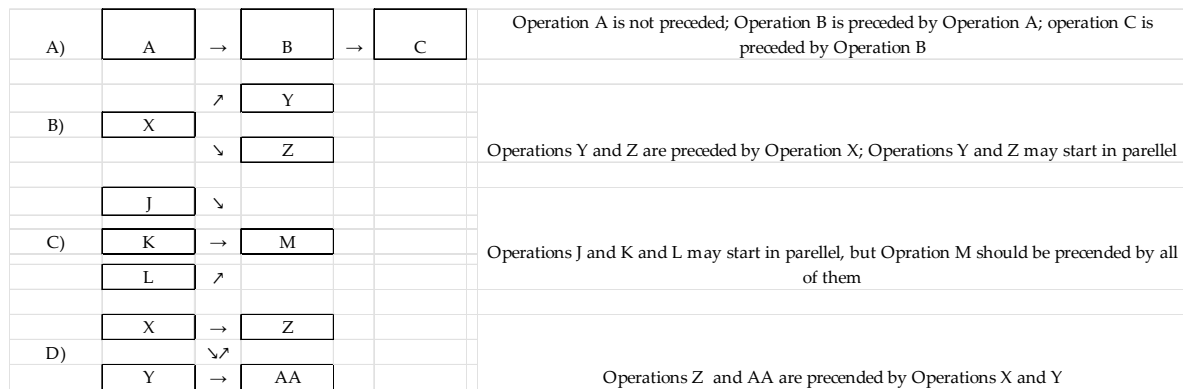 Operation A is not preceded; Operation B is preceded by Operation A; operation C is
A) A → B → C preceded by Operation B
↗ Y
B) X
↘ Z Operations Y and Z are preceded by Operation X; Operations Y and Z may start in parellel
J ↘
C) K → M
Operations J and K and L may start in parellel, but Opration M should be precended by all
L ↗ of them
X → Z
D) ↘↗
Y → AA Operations Z and AA are precended by Operations X and Y